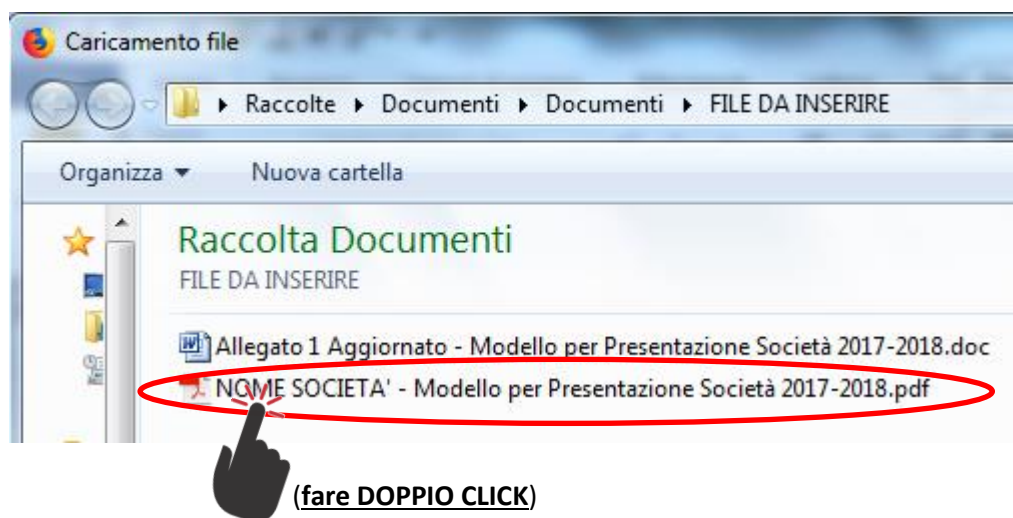 Caricamento file
Raccolte ▸ Documenti ▸ Documenti ▸ FILE DA INSERIRE
Organizza ▾ Nuova cartella
Raccolta Documenti
FILE DA INSERIRE
Allegato 1 Aggiornato - Modello per Presentazione Società 2017-2018.doc
NOME SOCIETA' - Modello per Presentazione Società 2017-2018.pdf
(fare DOPPIO CLICK)